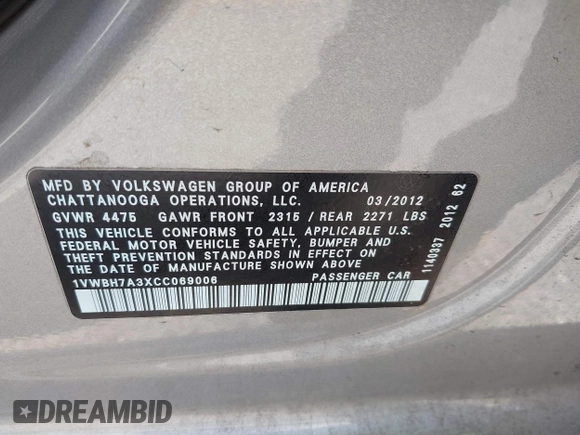 MFD BY VOLKSWAGEN GROUP OF AMERICA
CHATTANOOGA OPERATIONS, LLC. 03/2012
GVWR 4475 GAWR FRONT 2315 / REAR 2271 LBS
THIS VEHICLE CONFORMS TO ALL APPLICABLE U.S.
FEDERAL MOTOR VEHICLE SAFETY, BUMPER AND
THEFT PREVENTION STANDARDS IN EFFECT ON
THE DATE OF MANUFACTURE SHOWN ABOVE
1VWBH7A3XCC069006 PASSENGER CAR
1140337 2012 62
DREAMBID